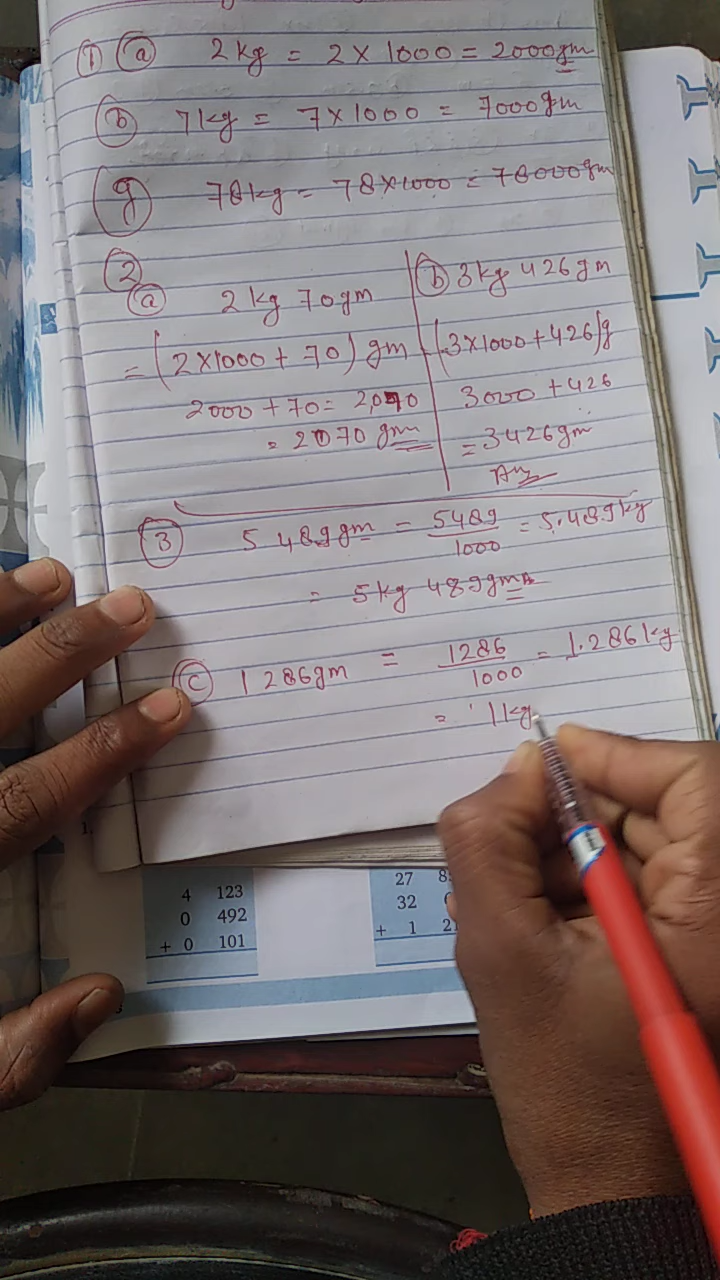 ① ⓐ 2kg = 2 × 1000 = 2000gm
ⓑ 7kg = 7×1000 = 7000gm
ⓖ 78kg = 78×1000 = 78000gm
②
ⓐ 2kg 70gm
= (2×1000 + 70) gm
2000 + 70 = 2070
= 2070 gm
ⓑ 3kg 426gm
(3×1000+426)g
3000 + 426
= 3426gm
Ans
③ 5489gm = 5489/1000 = 5.489kg
= 5kg 489gm
ⓒ 1286gm = 1286/1000 = 1.286kg
= 1kg
4 123
0 492
+ 0 101
27 8
32
+ 1 21